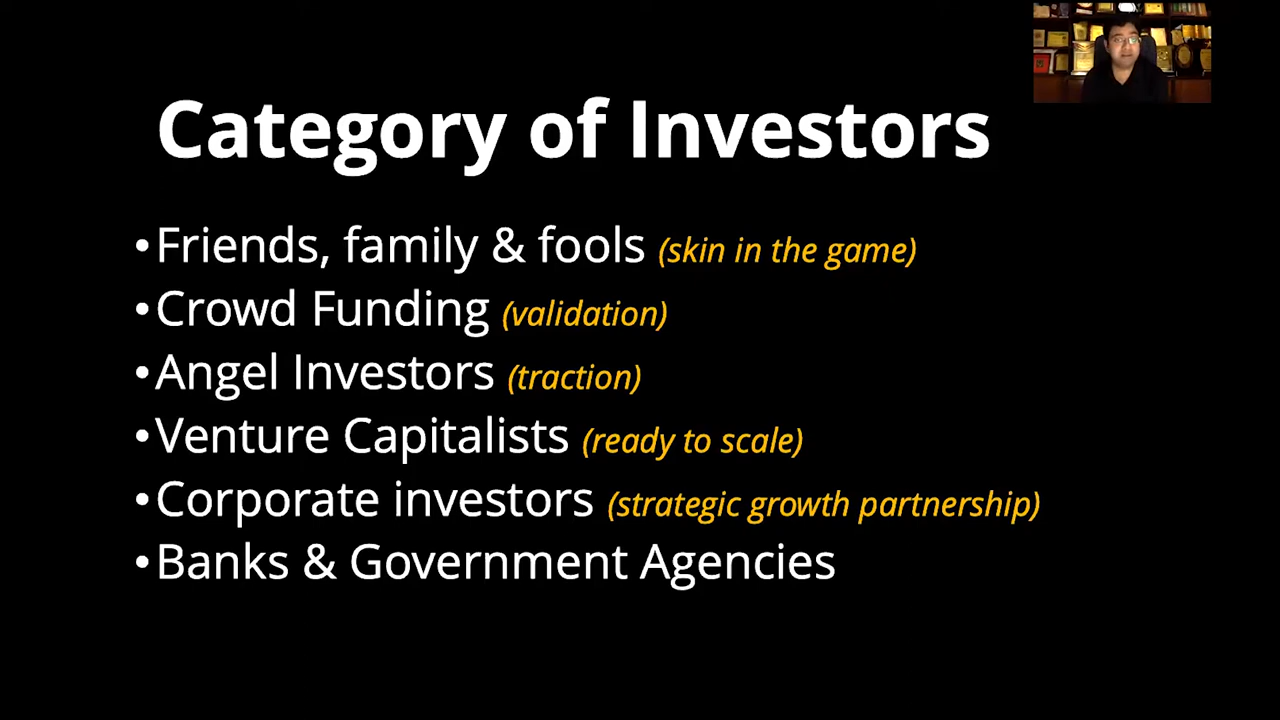 Category of Investors
•Friends, family & fools (skin in the game)
•Crowd Funding (validation)
•Angel Investors (traction)
•Venture Capitalists (ready to scale)
•Corporate investors (strategic growth partnership)
•Banks & Government Agencies